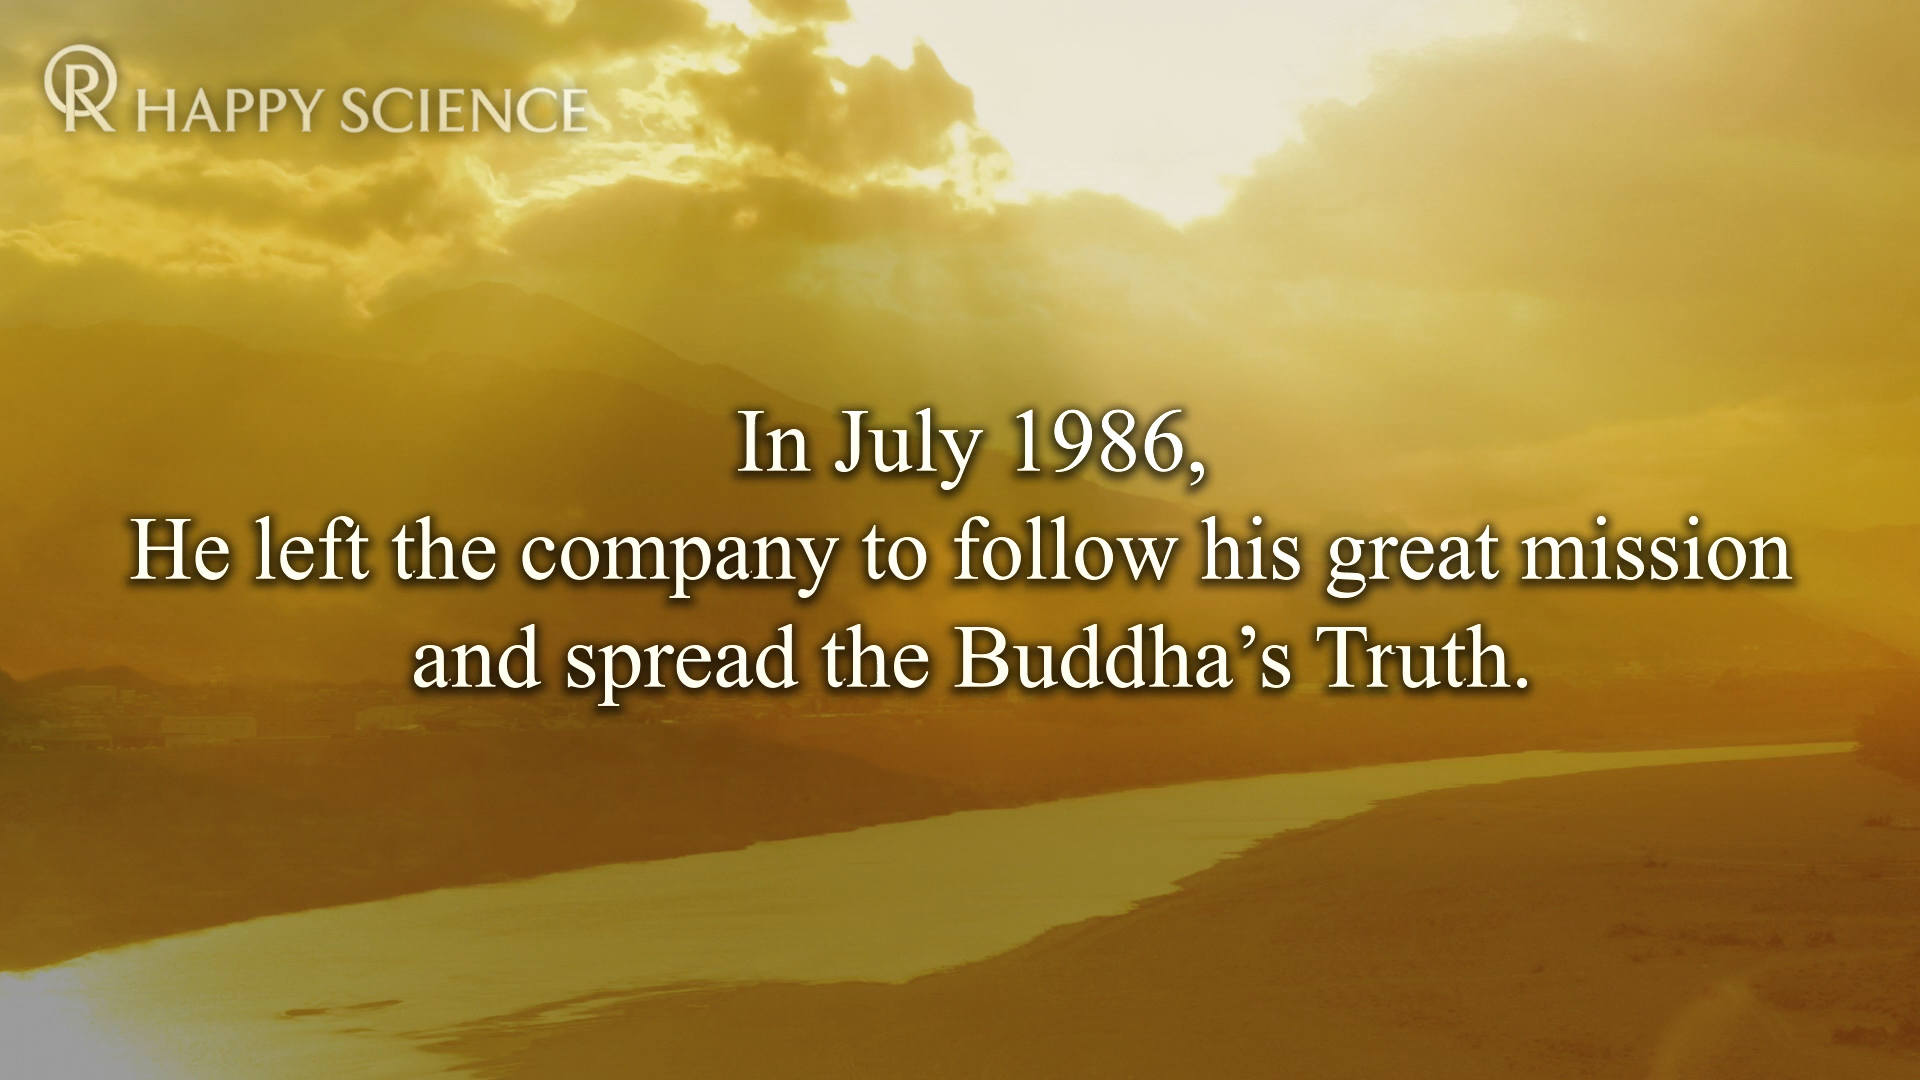 HAPPY SCIENCE
In July 1986,
He left the company to follow his great mission
and spread the Buddha’s Truth.